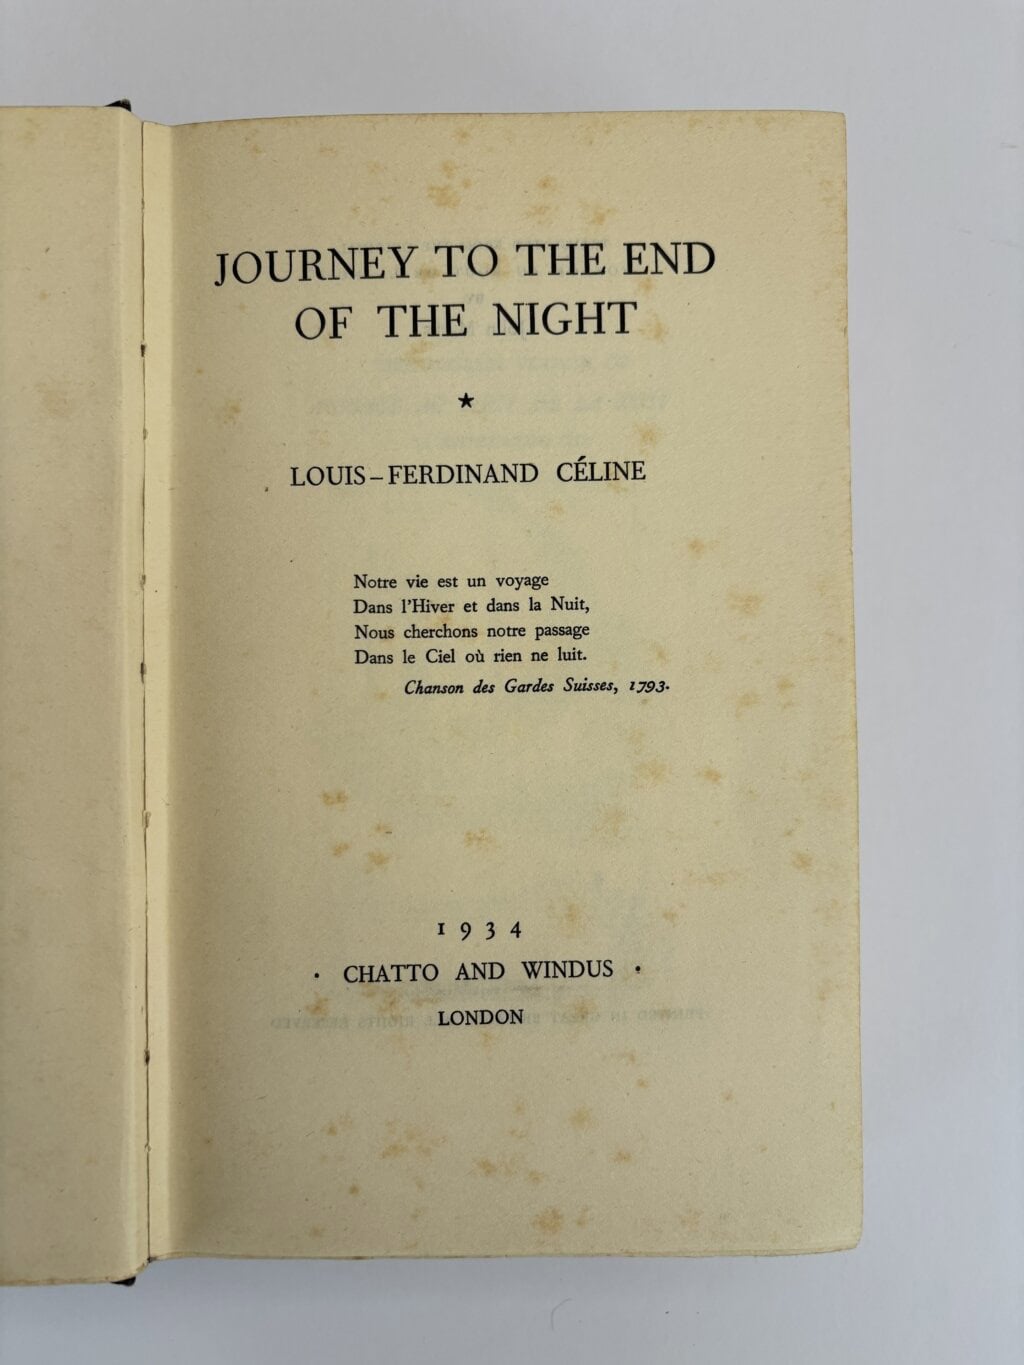 JOURNEY TO THE END
OF THE NIGHT
★
LOUIS-FERDINAND CÉLINE
Notre vie est un voyage
Dans l'Hiver et dans la Nuit,
Nous cherchons notre passage
Dans le Ciel où rien ne luit.
Chanson des Gardes Suisses, 1793.
1934
· CHATTO AND WINDUS ·
LONDON